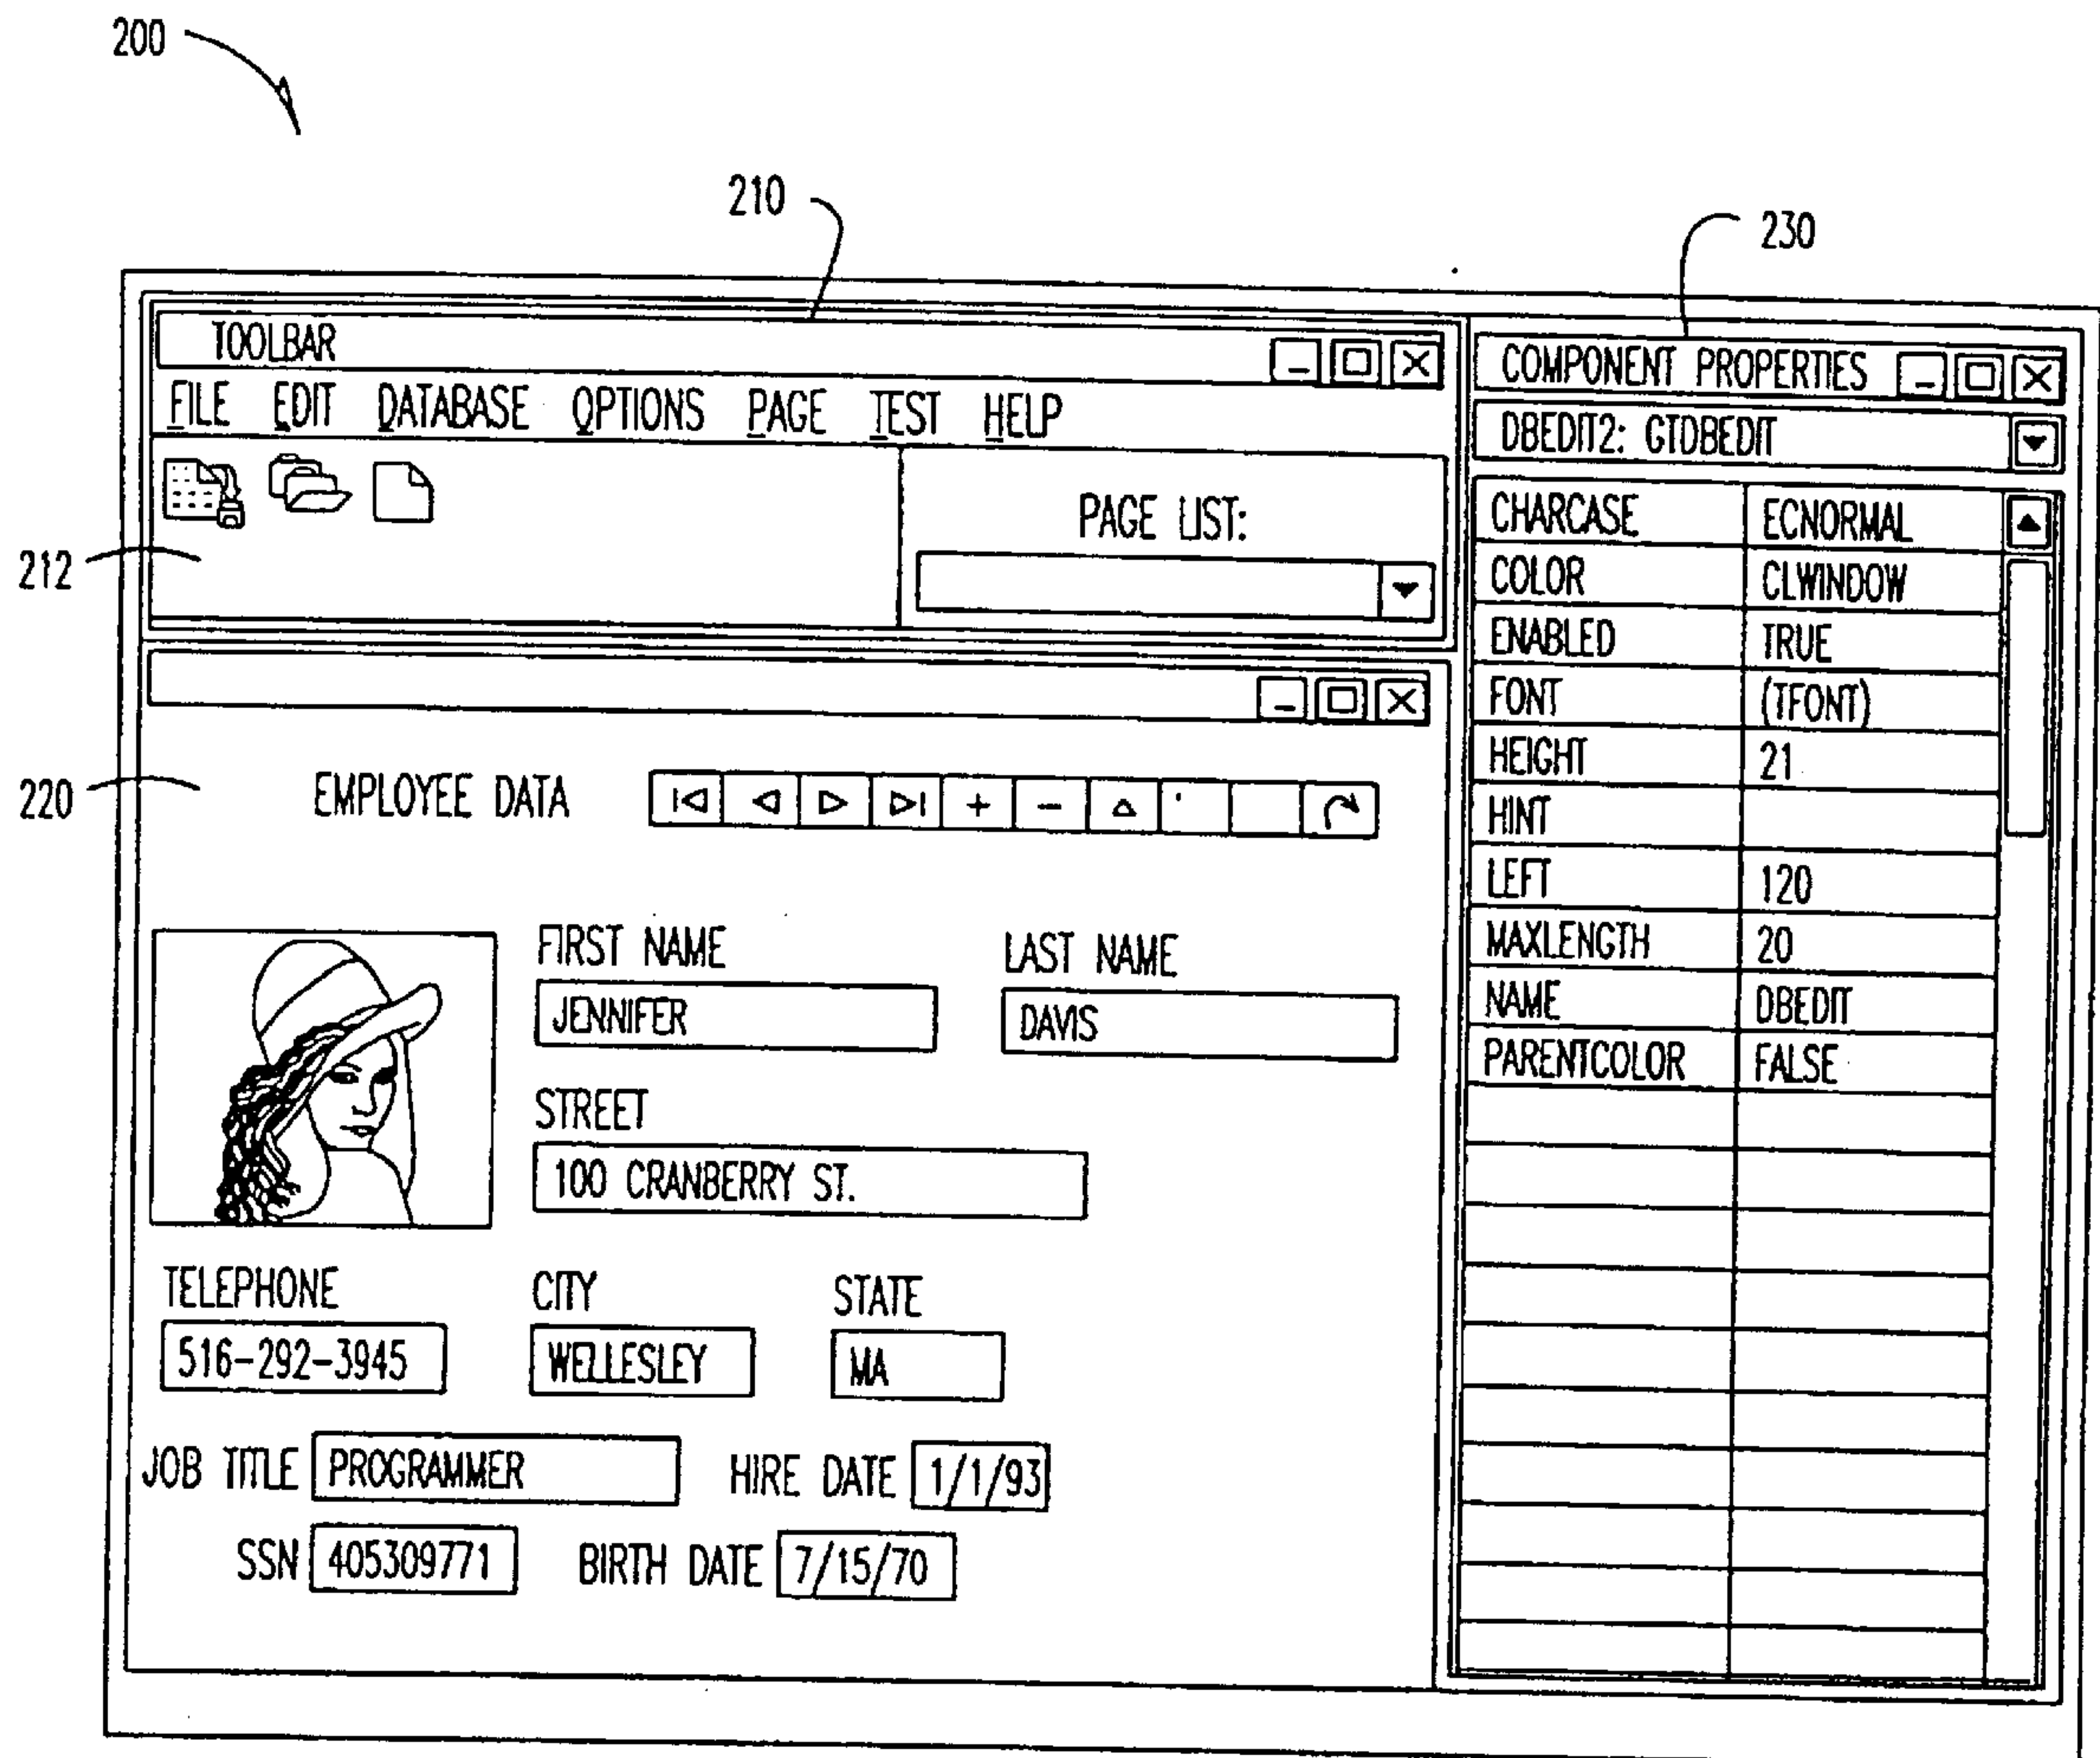 200
210
230
TOOLBAR
FILE EDIT DATABASE OPTIONS PAGE TEST HELP
212
PAGE LIST:
COMPONENT PROPERTIES
DBEDIT2: GTDBEDIT
CHARCASE ECNORMAL
COLOR CLWINDOW
ENABLED TRUE
FONT (TFONT)
HEIGHT 21
HINT
LEFT 120
MAXLENGTH 20
NAME DBEDIT
PARENTCOLOR FALSE
220
EMPLOYEE DATA
FIRST NAME LAST NAME
JENNIFER DAVIS
STREET
100 CRANBERRY ST.
TELEPHONE CITY STATE
516-292-3945 WELLESLEY MA
JOB TITLE PROGRAMMER HIRE DATE 1/1/93
SSN 405309771 BIRTH DATE 7/15/70